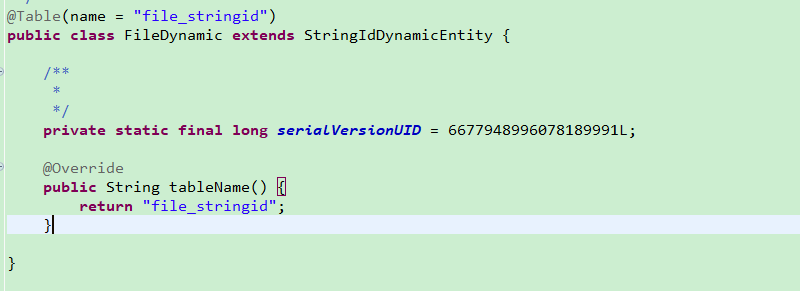 @Table(name = "file_stringid")
public class FileDynamic extends StringIdDynamicEntity {
/**
*
*/
private static final long serialVersionUID = 6677948996078189991L;
@Override
public String tableName() {
return "file_stringid";
}
}